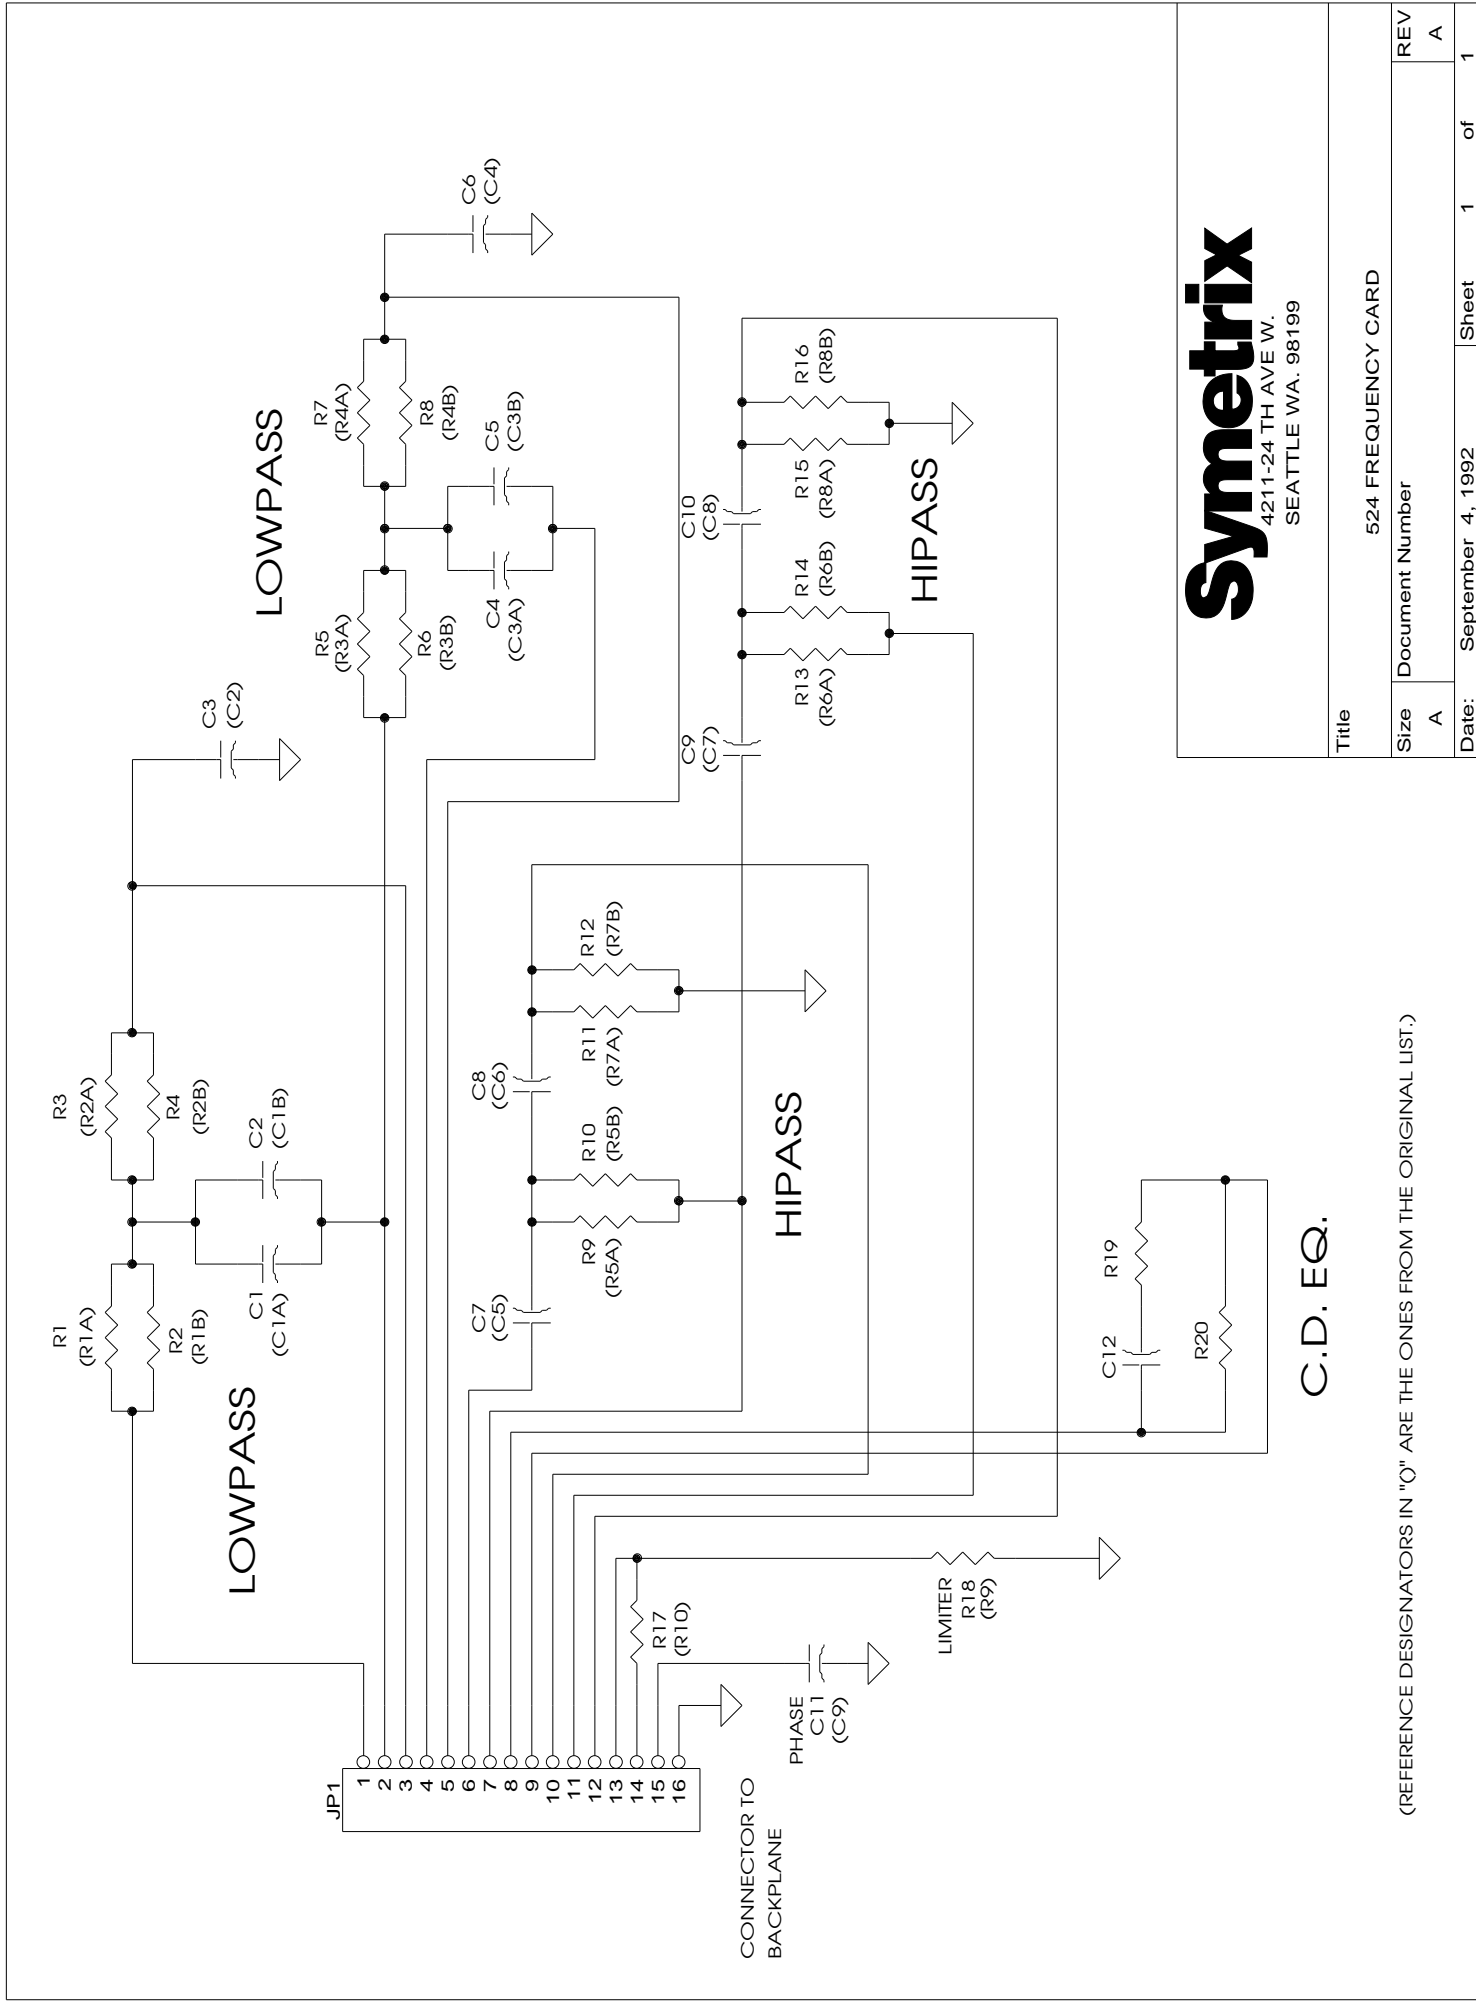 R1
(R1A)
R2
(R1B)
R3
(R2A)
R4
(R2B)
C1
(C1A)
C2
(C1B)
C3
(C2)
LOWPASS
R5
(R3A)
R6
(R3B)
R7
(R4A)
R8
(R4B)
C4
(C3A)
C5
(C3B)
C6
(C4)
LOWPASS
JP1
1
2
3
4
5
6
7
8
9
10
11
12
13
14
15
16
CONNECTOR TO
BACKPLANE
C7
(C5)
R9
(R5A)
R10
(R5B)
C8
(C6)
R11
(R7A)
R12
(R7B)
HIPASS
C9
(C7)
R13
(R6A)
R14
(R6B)
C10
(C8)
R15
(R8A)
R16
(R8B)
HIPASS
R17
(R10)
PHASE
C11
(C9)
LIMITER
R18
(R9)
C12
R19
R20
C.D. EQ.
(REFERENCE DESIGNATORS IN "()" ARE THE ONES FROM THE ORIGINAL LIST.)
Symetrix
4211-24 TH AVE W.
SEATTLE WA. 98199
Title
524 FREQUENCY CARD
Size Document Number REV
A A
Date: September 4, 1992 Sheet 1 of 1